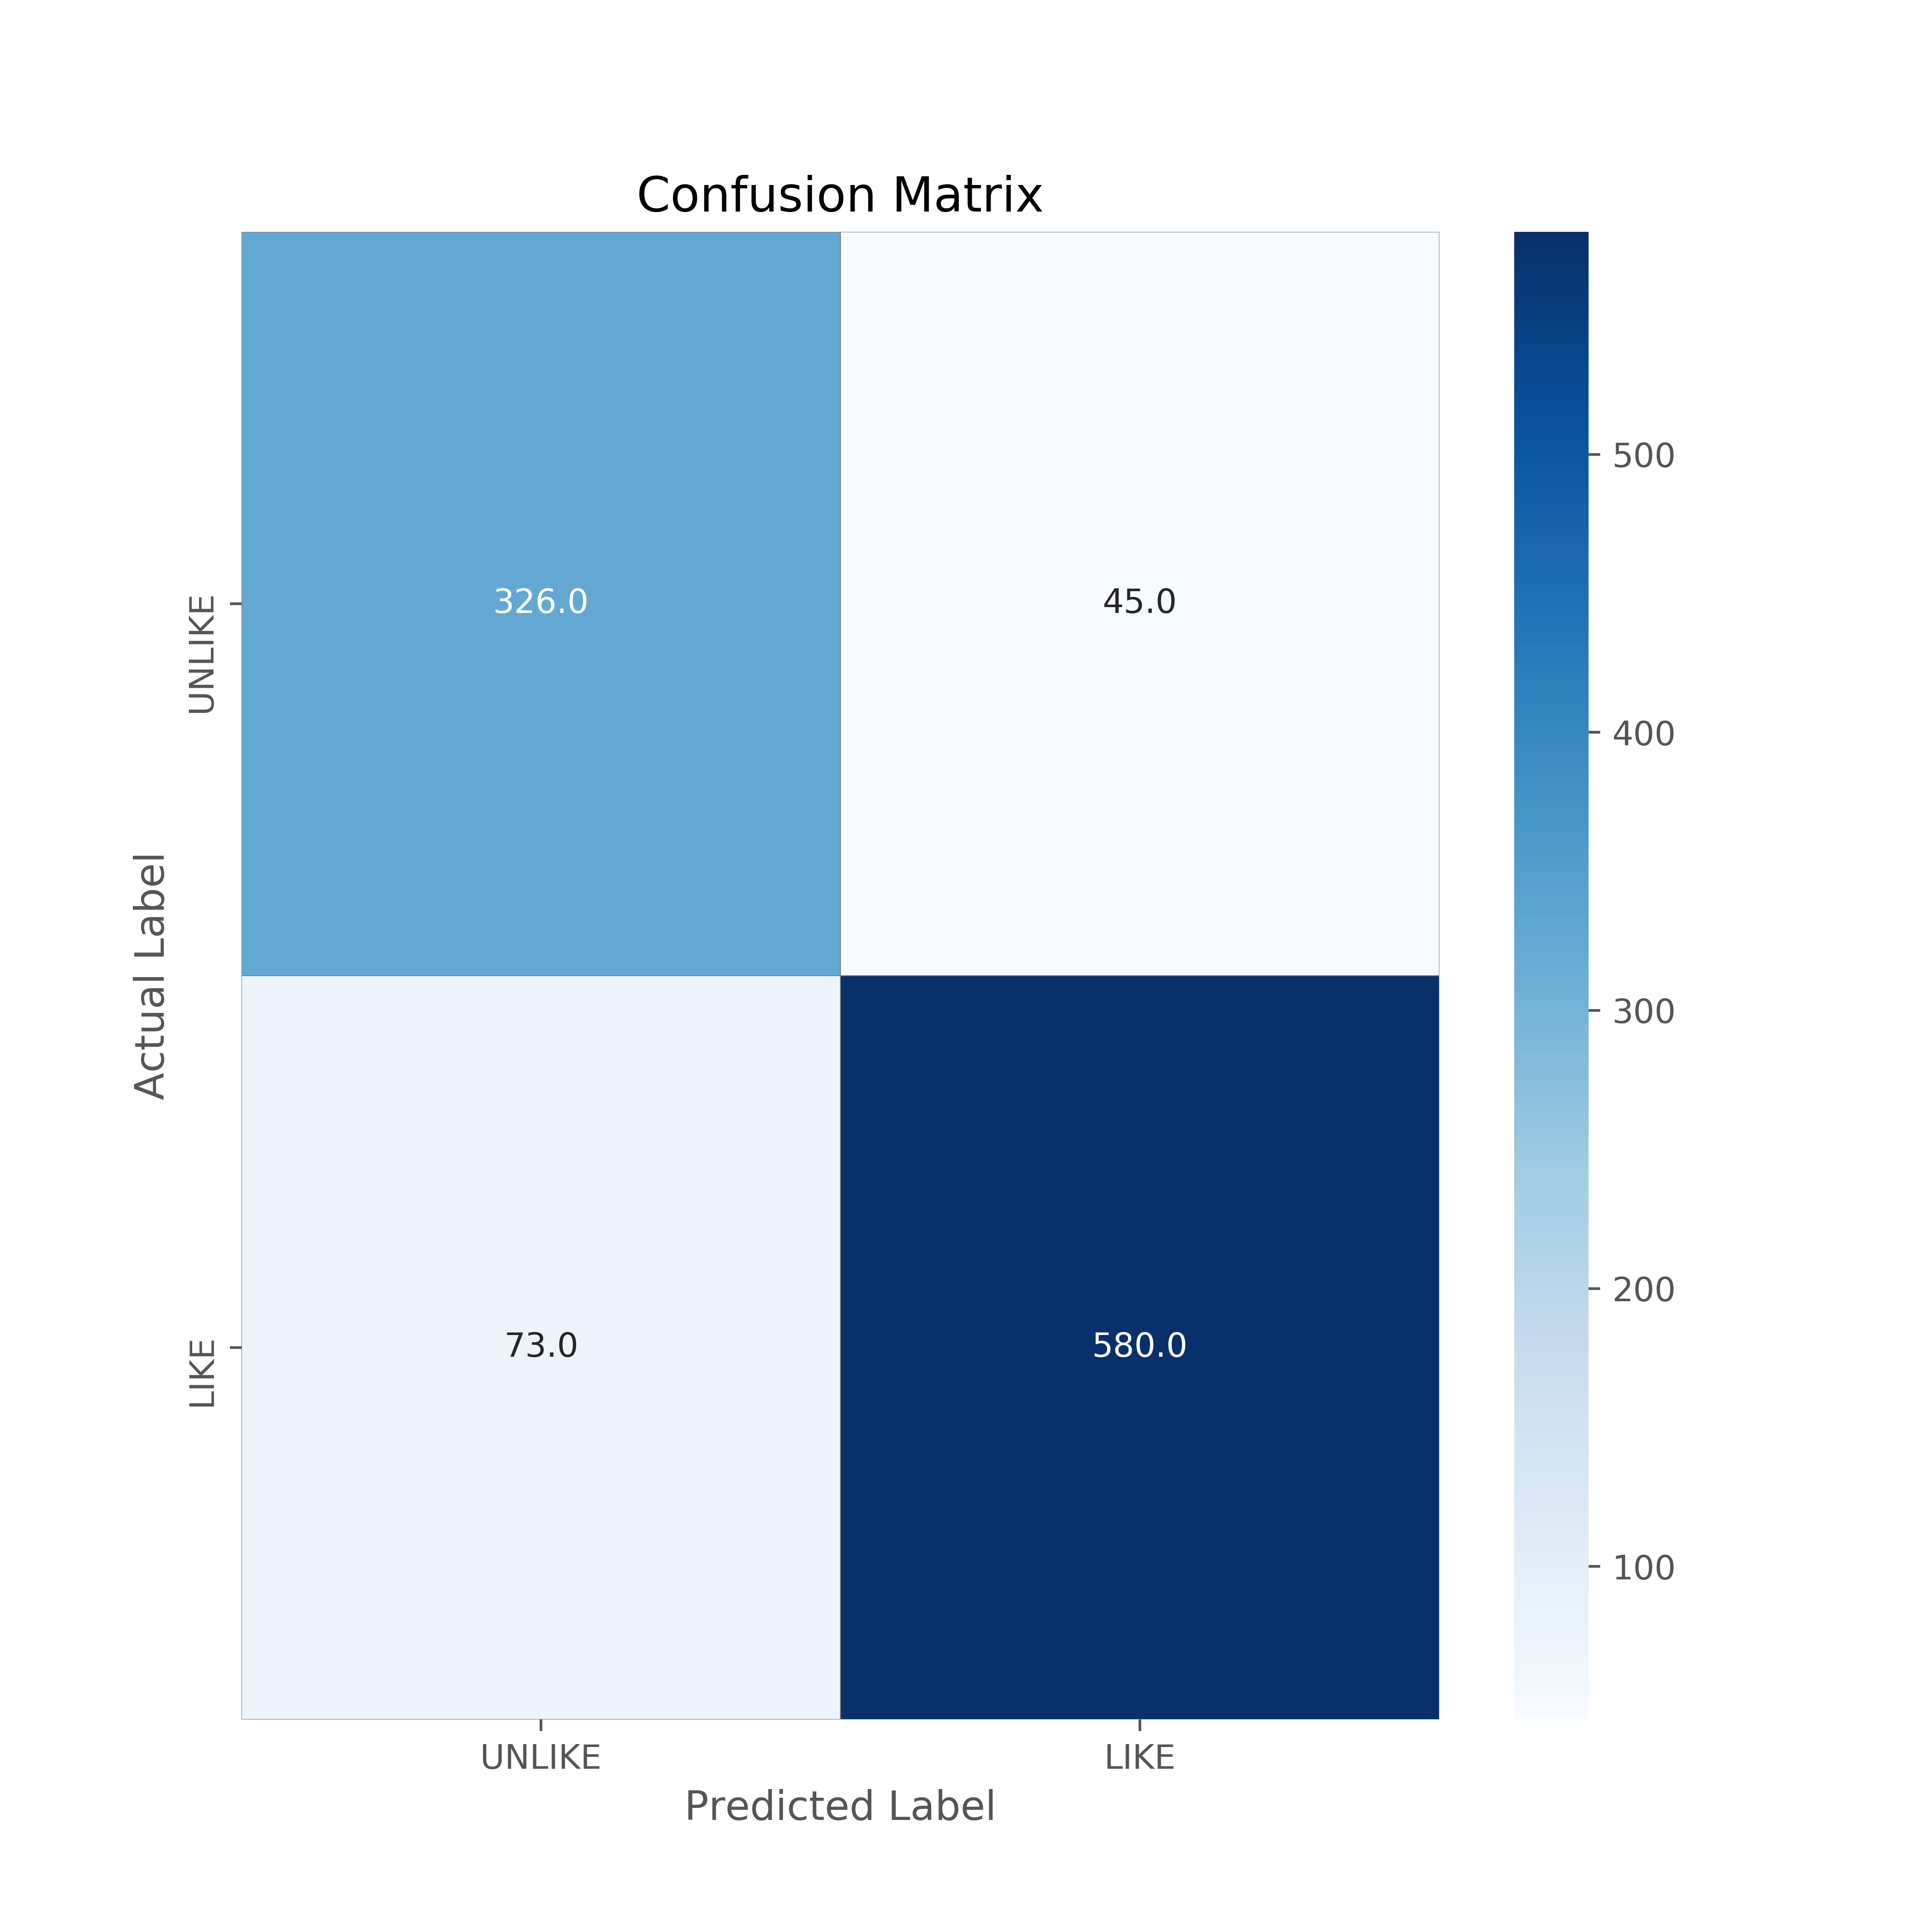 Confusion Matrix
326.0
45.0
73.0
580.0
UNLIKE
LIKE
Actual Label
UNLIKE
LIKE
Predicted Label
500
400
300
200
100